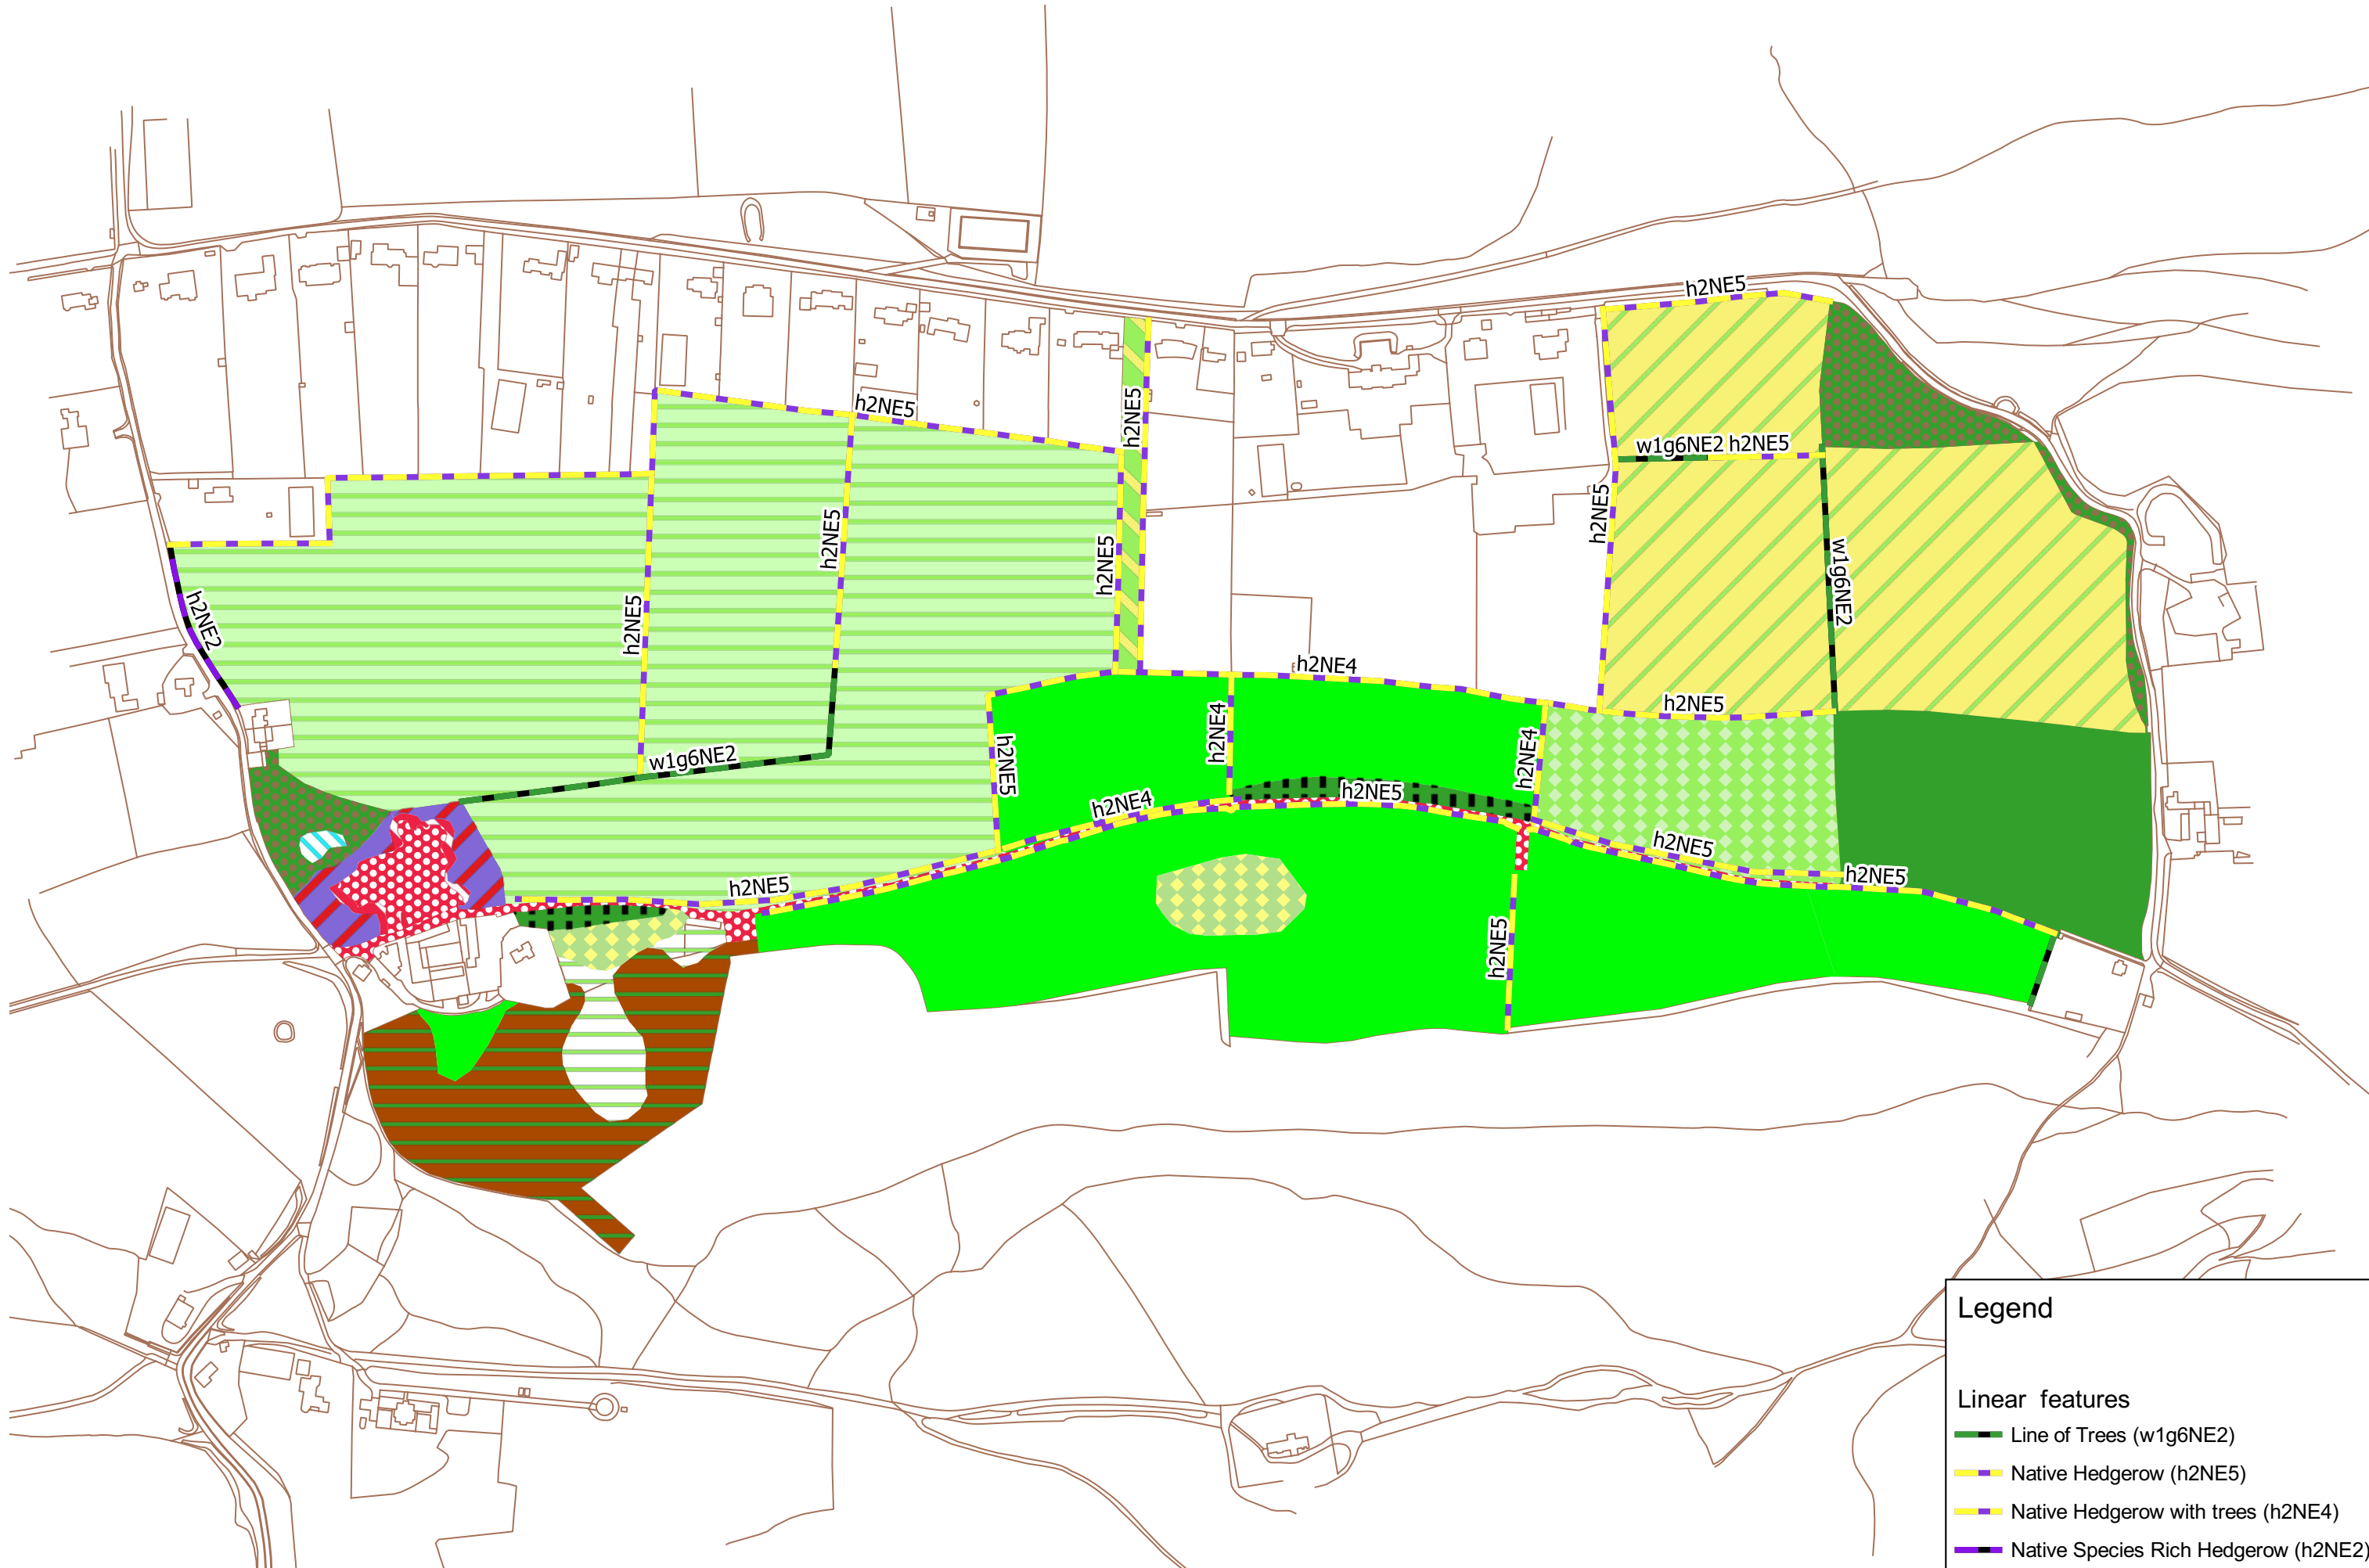 h2NE5
h2NE5
h2NE5
w1g6NE2 h2NE5
h2NE5
h2NE5
h2NE5
h2NE2
h2NE5
w1g6NE2
h2NE4
h2NE5
h2NE4
h2NE5
h2NE4
w1g6NE2
h2NE4
h2NE5
h2NE5
h2NE5
h2NE5
h2NE5
Legend
Linear features
Line of Trees (w1g6NE2)
Native Hedgerow (h2NE5)
Native Hedgerow with trees (h2NE4)
Native Species Rich Hedgerow (h2NE2)